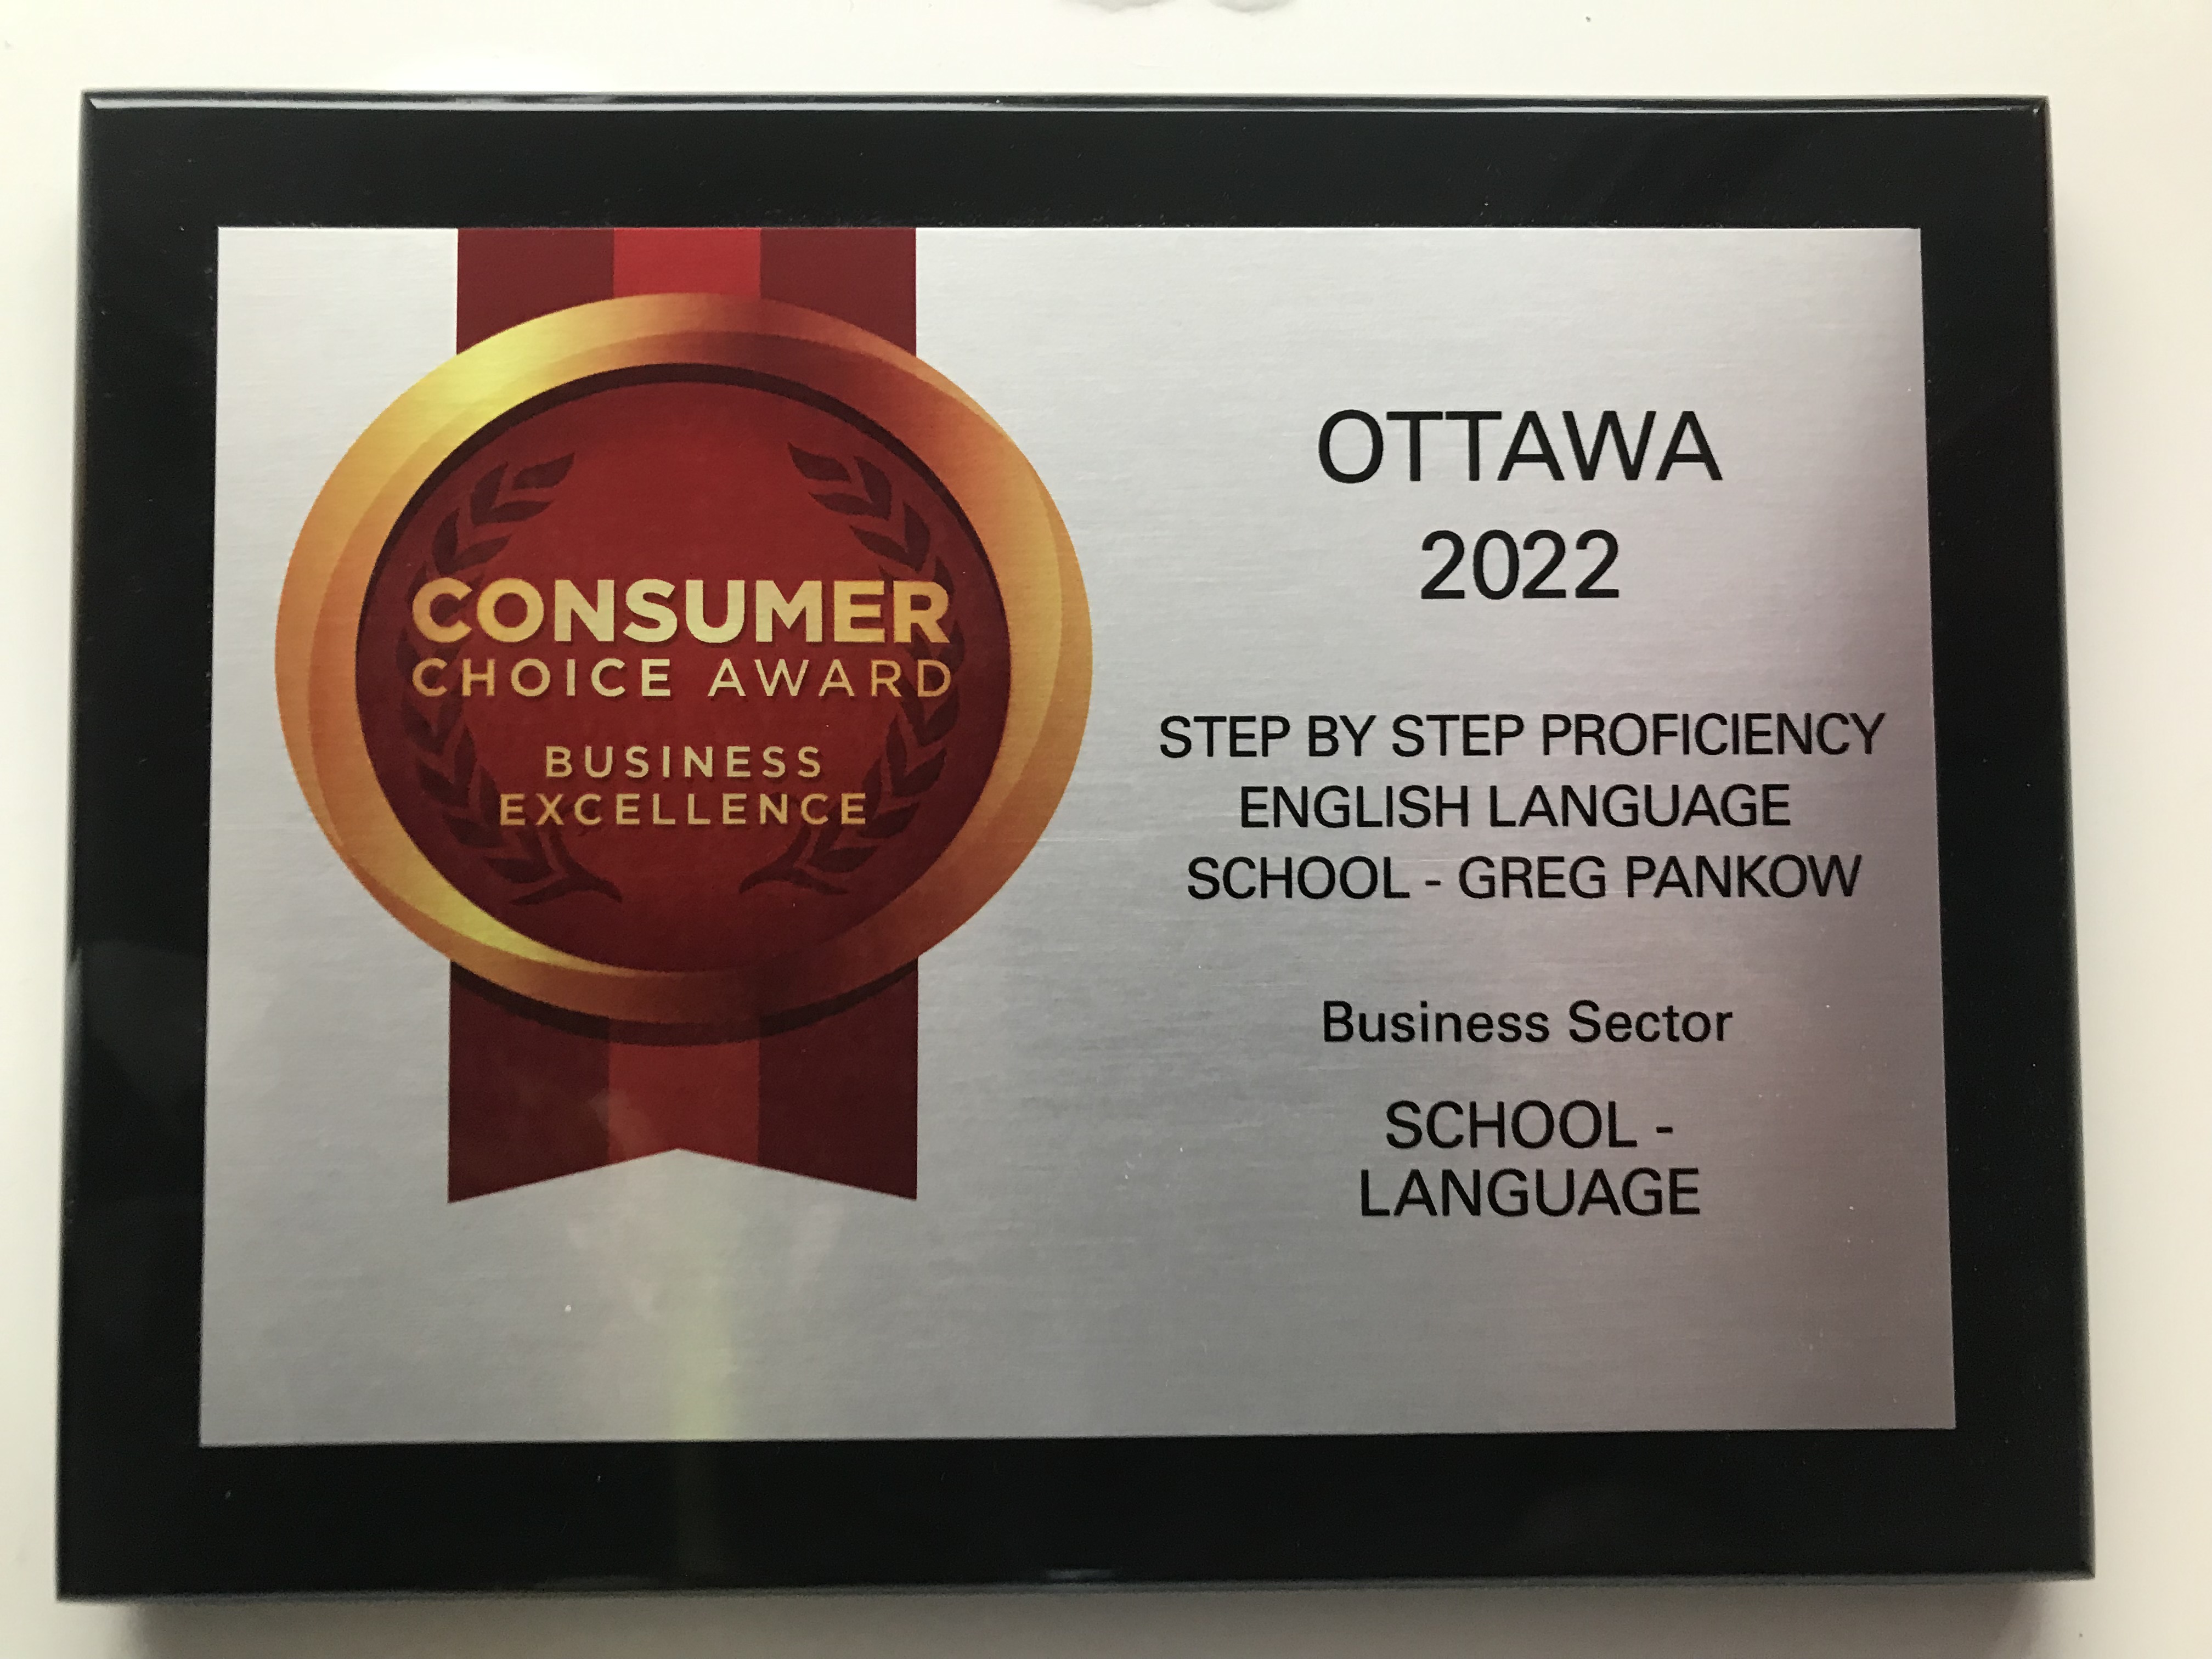 CONSUMER
CHOICE AWARD
BUSINESS
EXCELLENCE
OTTAWA
2022
STEP BY STEP PROFICIENCY
ENGLISH LANGUAGE
SCHOOL - GREG PANKOW
Business Sector
SCHOOL -
LANGUAGE